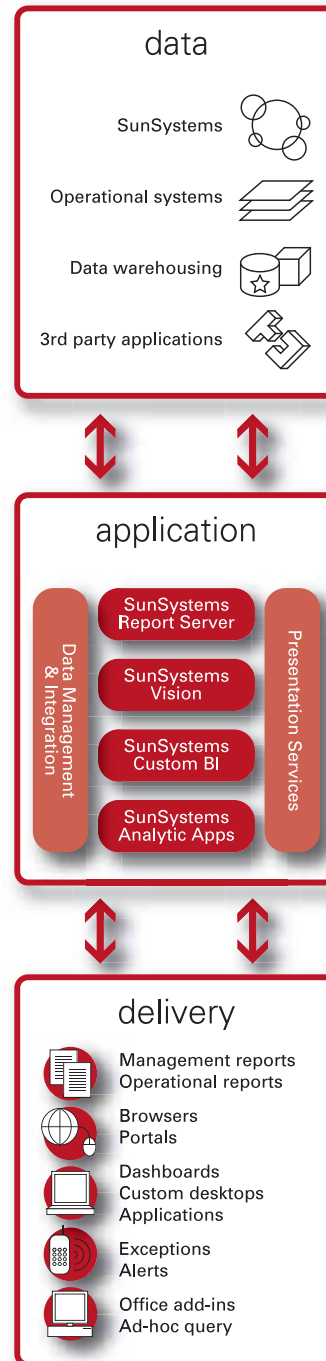 data
SunSystems
Operational systems
Data warehousing
3rd party applications
application
Data Management
& Integration
SunSystems
Report Server
SunSystems
Vision
SunSystems
Custom BI
SunSystems
Analytic Apps
Presentation Services
delivery
Management reports
Operational reports
Browsers
Portals
Dashboards
Custom desktops
Applications
Exceptions
Alerts
Office add-ins
Ad-hoc query